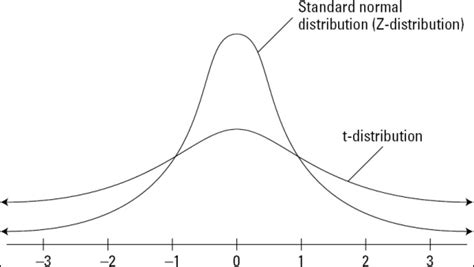 Standard normal
distribution (Z-distribution)
t-distribution
–3 –2 –1 0 1 2 3